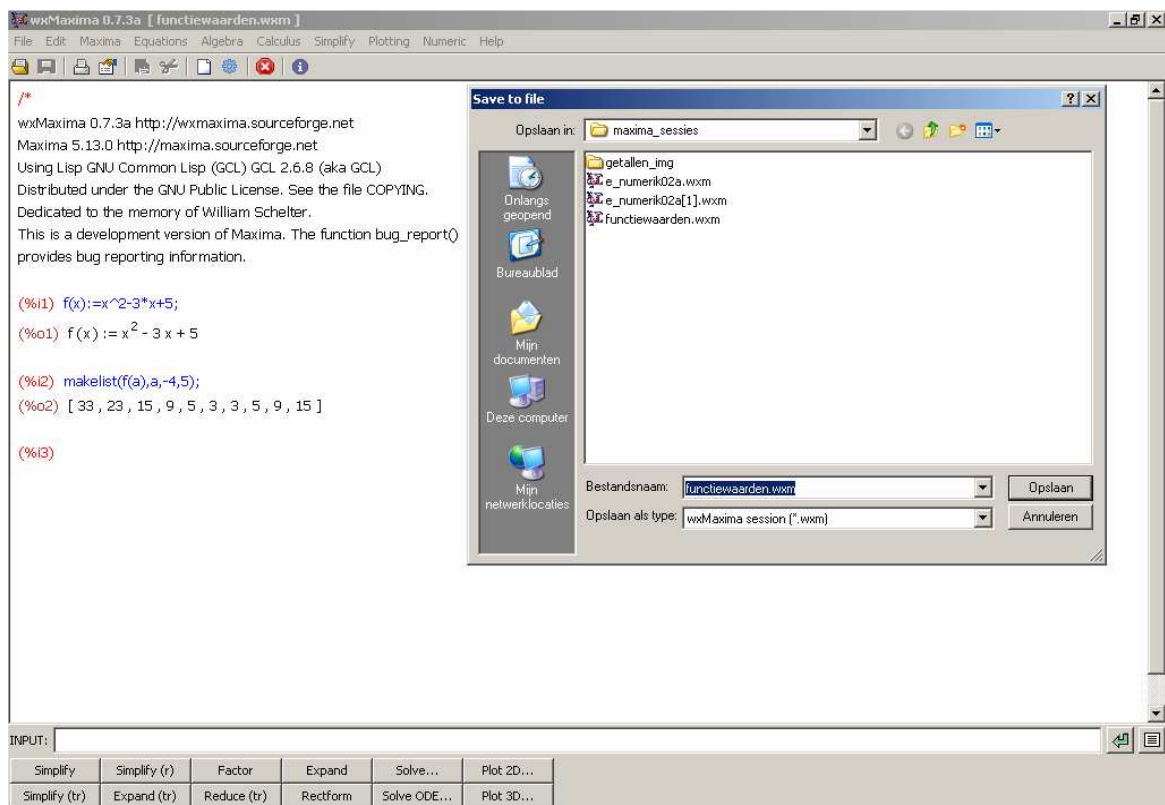 wxMaxima 0.7.3a [ functiewaarden.wxm ]
File Edit Maxima Equations Algebra Calculus Simplify Plotting Numeric Help
/*
wxMaxima 0.7.3a http://wxmaxima.sourceforge.net
Maxima 5.13.0 http://maxima.sourceforge.net
Using Lisp GNU Common Lisp (GCL) GCL 2.6.8 (aka GCL)
Distributed under the GNU Public License. See the file COPYING.
Dedicated to the memory of William Schelter.
This is a development version of Maxima. The function bug_report()
provides bug reporting information.
(%i1) f(x):=x^2-3*x+5;
(%o1) f(x) := x² - 3 x + 5
(%i2) makelist(f(a),a,-4,5);
(%o2) [ 33 , 23 , 15 , 9 , 5 , 3 , 3 , 5 , 9 , 15 ]
(%i3)
Save to file
Opslaan in: maxima_sessies
Onlangs
geopend
Bureaublad
Mijn
documenten
Deze computer
Mijn
netwerklocaties
getallen_img
e_numerik02a.wxm
e_numerik02a[1].wxm
functiewaarden.wxm
Bestandsnaam: functiewaarden.wxm Opslaan
Opslaan als type: wxMaxima session (*.wxm) Annuleren
INPUT:
Simplify Simplify (r) Factor Expand Solve... Plot 2D...
Simplify (tr) Expand (tr) Reduce (tr) Rectform Solve ODE... Plot 3D...